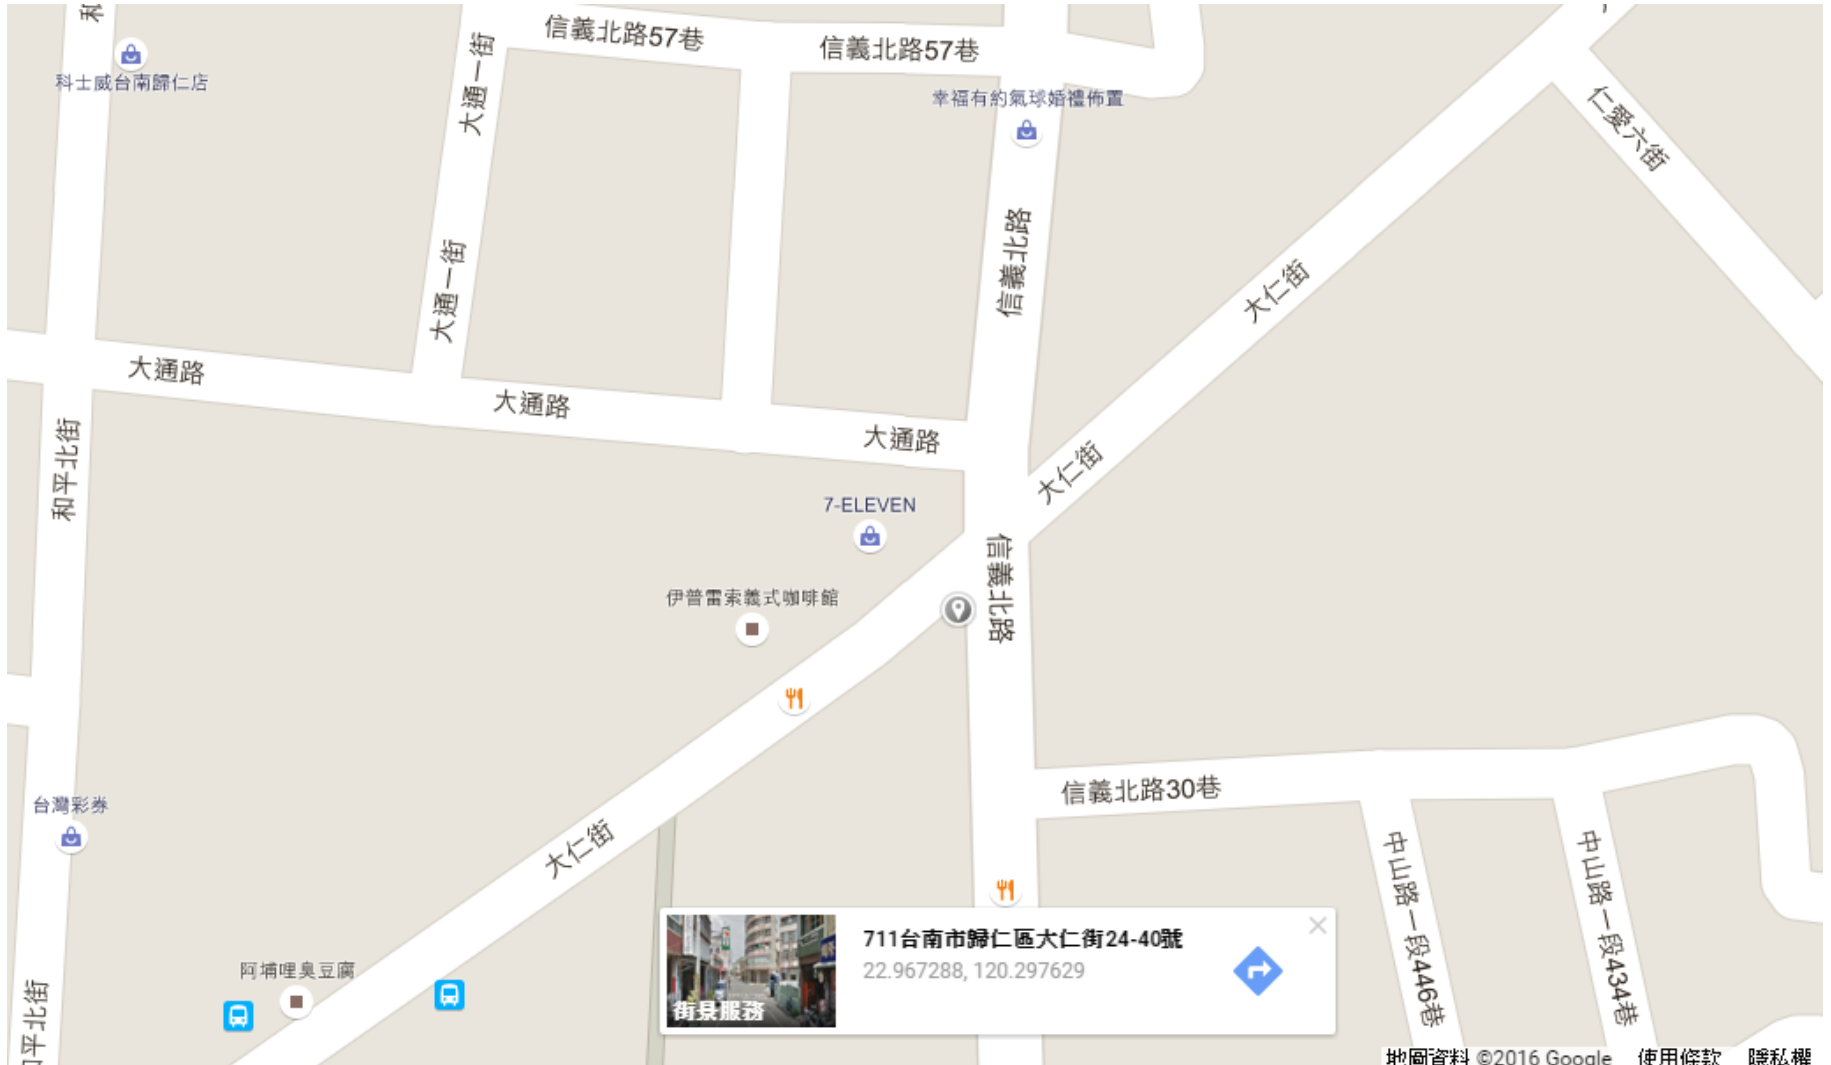 信義北路57巷
信義北路57巷
大通一街
科士威台南歸仁店
幸福有約氣球婚禮佈置
仁愛六街
大通一街
信義北路
大仁街
大通路
大通路
大通路
和平北街
大仁街
7-ELEVEN
信義北路
伊普雷索義式咖啡館
台灣彩券
信義北路30巷
大仁街
中山路一段446巷
中山路一段434巷
711台南市歸仁區大仁街24-40號
22.967288, 120.297629
街景服務
阿埔哩臭豆腐
和平北街
地圖資料 ©2016 Google 使用條款 隱私權